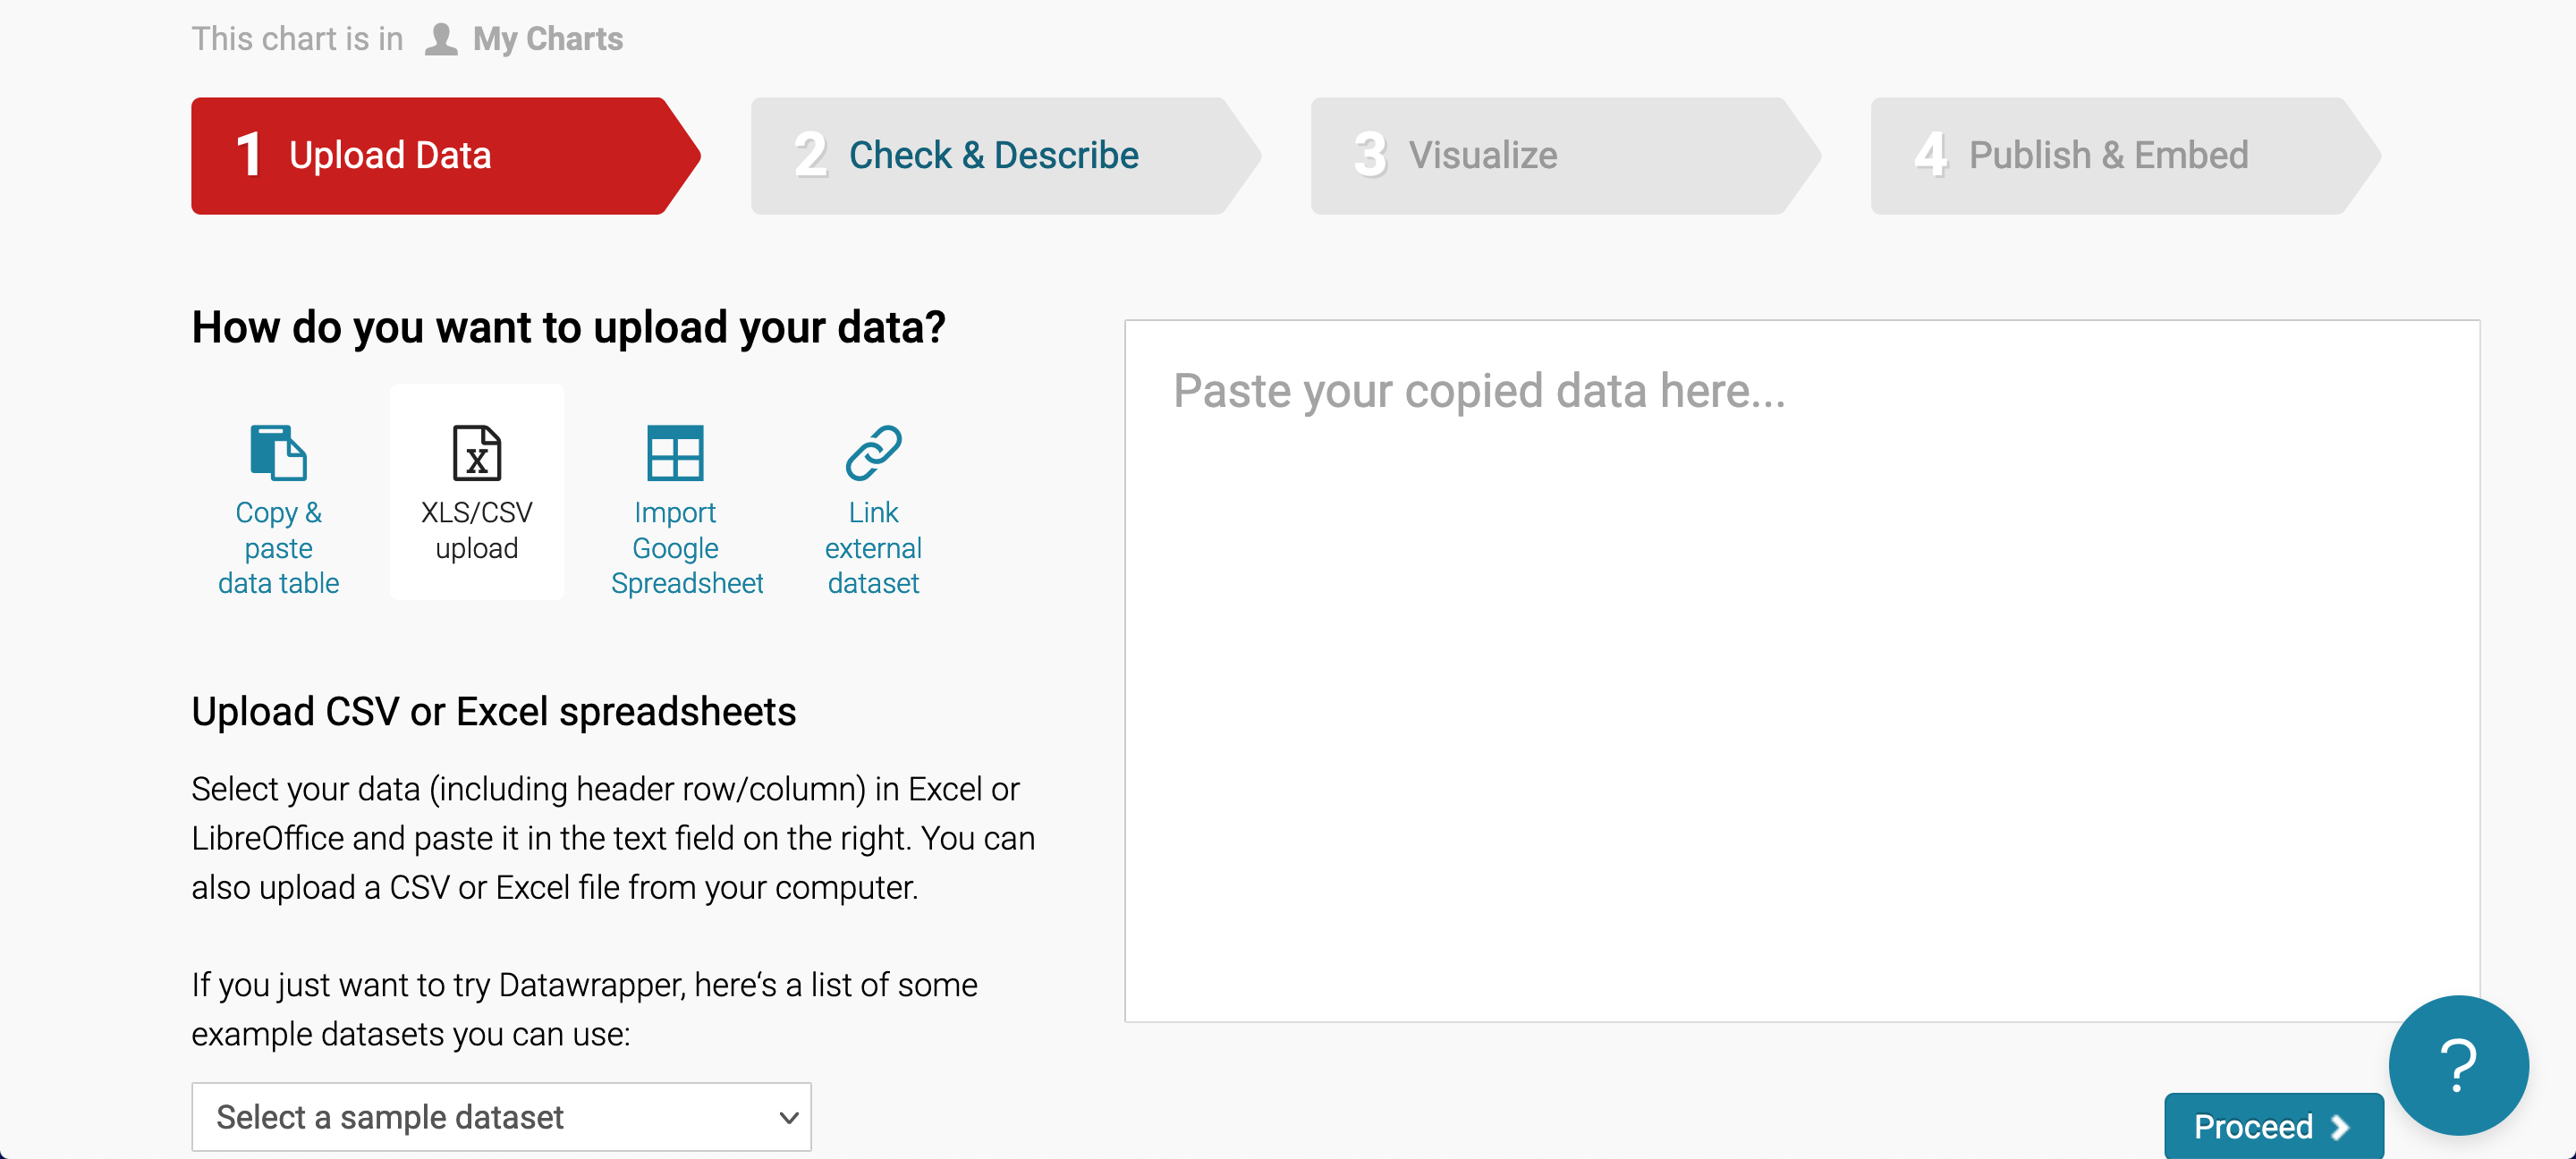 This chart is in My Charts
1 Upload Data
2 Check & Describe
3 Visualize
4 Publish & Embed
How do you want to upload your data?
Copy &
paste
data table
XLS/CSV
upload
Import
Google
Spreadsheet
Link
external
dataset
Upload CSV or Excel spreadsheets
Select your data (including header row/column) in Excel or
LibreOffice and paste it in the text field on the right. You can
also upload a CSV or Excel file from your computer.
If you just want to try Datawrapper, here‘s a list of some
example datasets you can use:
Select a sample dataset
Paste your copied data here...
Proceed
?